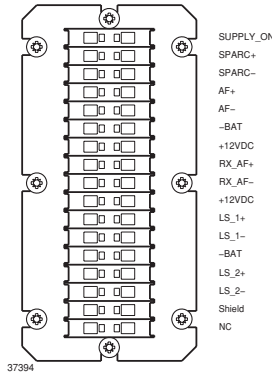 SUPPLY_ON
SPARC+
SPARC−
AF+
AF−
−BAT
+12VDC
RX_AF+
RX_AF−
+12VDC
LS_1+
LS_1−
−BAT
LS_2+
LS_2−
Shield
NC
37394